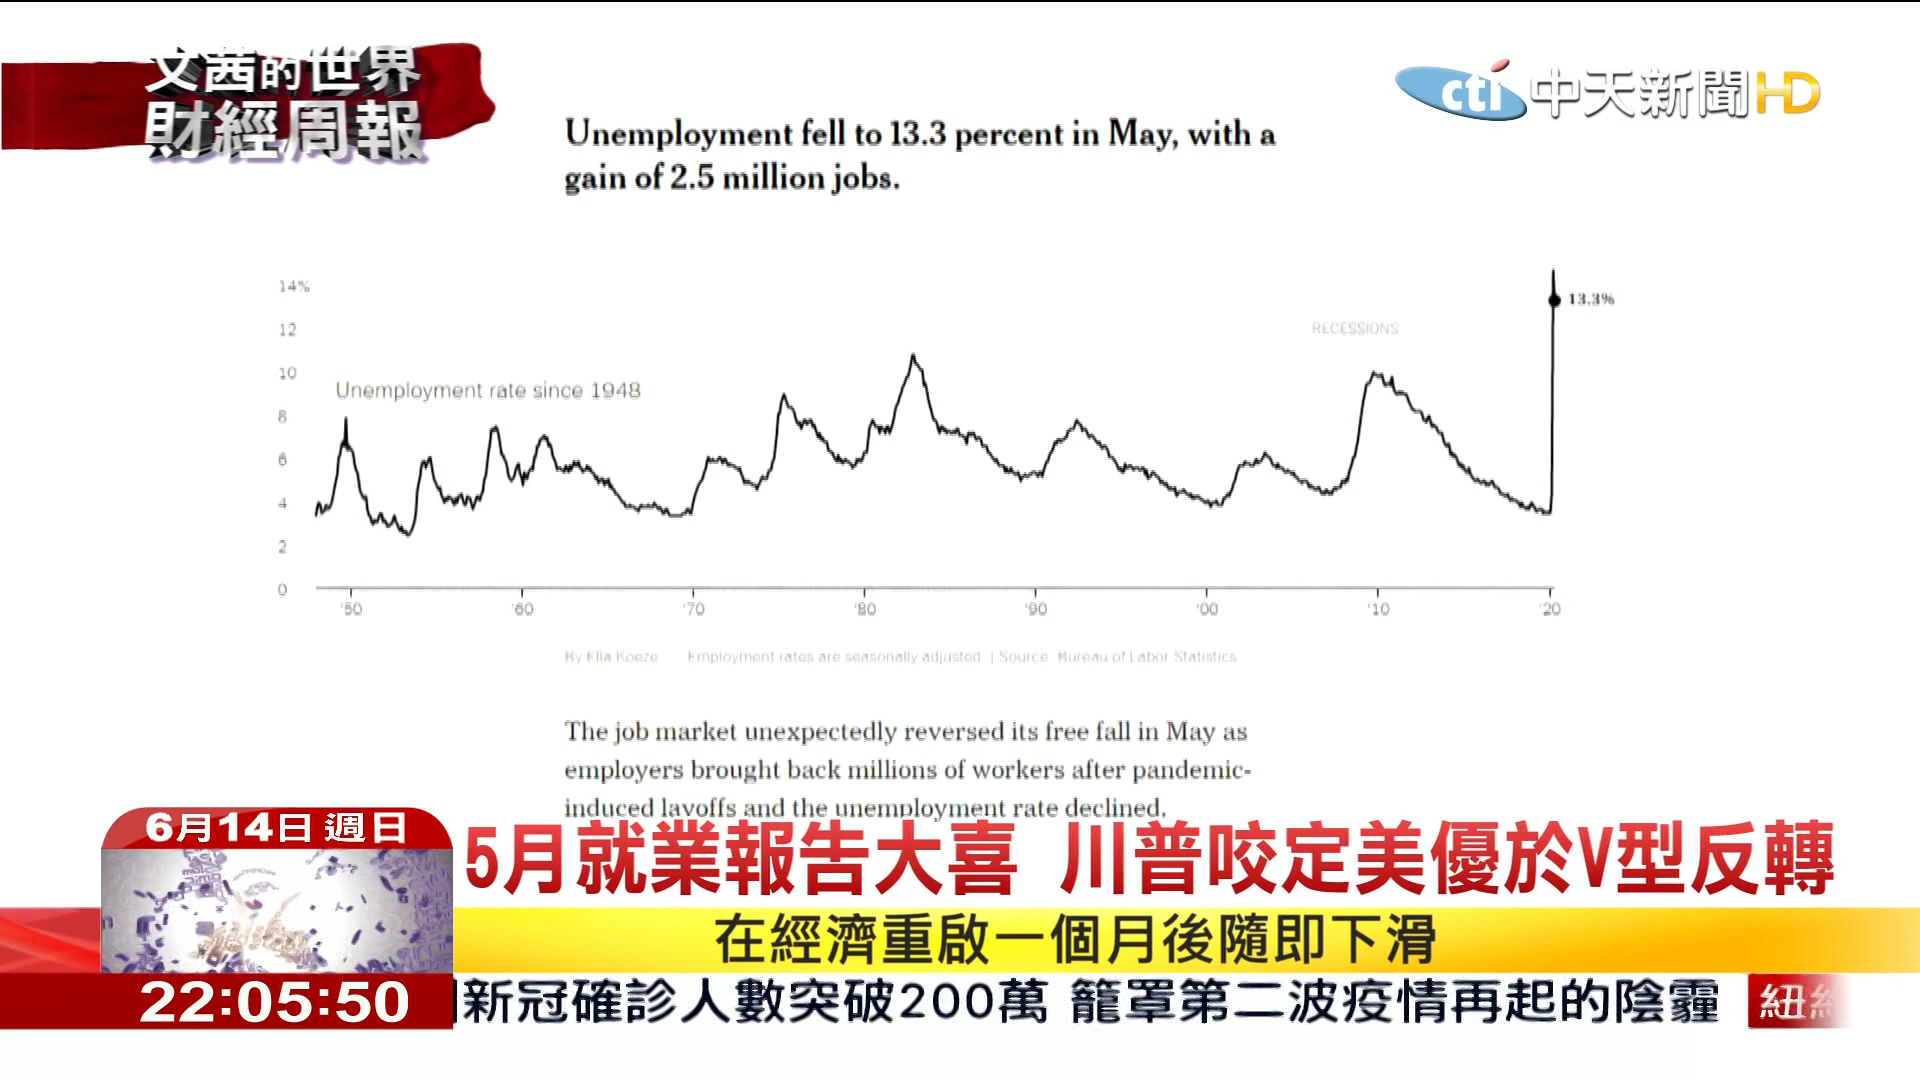 文茜的世界
財經周報
cti 中天新聞HD
Unemployment fell to 13.3 percent in May, with a
gain of 2.5 million jobs.
14%
12
10
8
6
4
2
0
Unemployment rate since 1948
RECESSIONS
13.3%
'50 '60 '70 '80 '90 '00 '10 '20
By Ella Koeze Employment rates are seasonally adjusted | Source: Bureau of Labor Statistics
The job market unexpectedly reversed its free fall in May as
employers brought back millions of workers after pandemic-
induced layoffs and the unemployment rate declined.
6月14日 週日
5月就業報告大喜 川普咬定美優於V型反轉
在經濟重啟一個月後隨即下滑
22:05:50
新冠確診人數突破200萬 籠罩第二波疫情再起的陰霾
紐